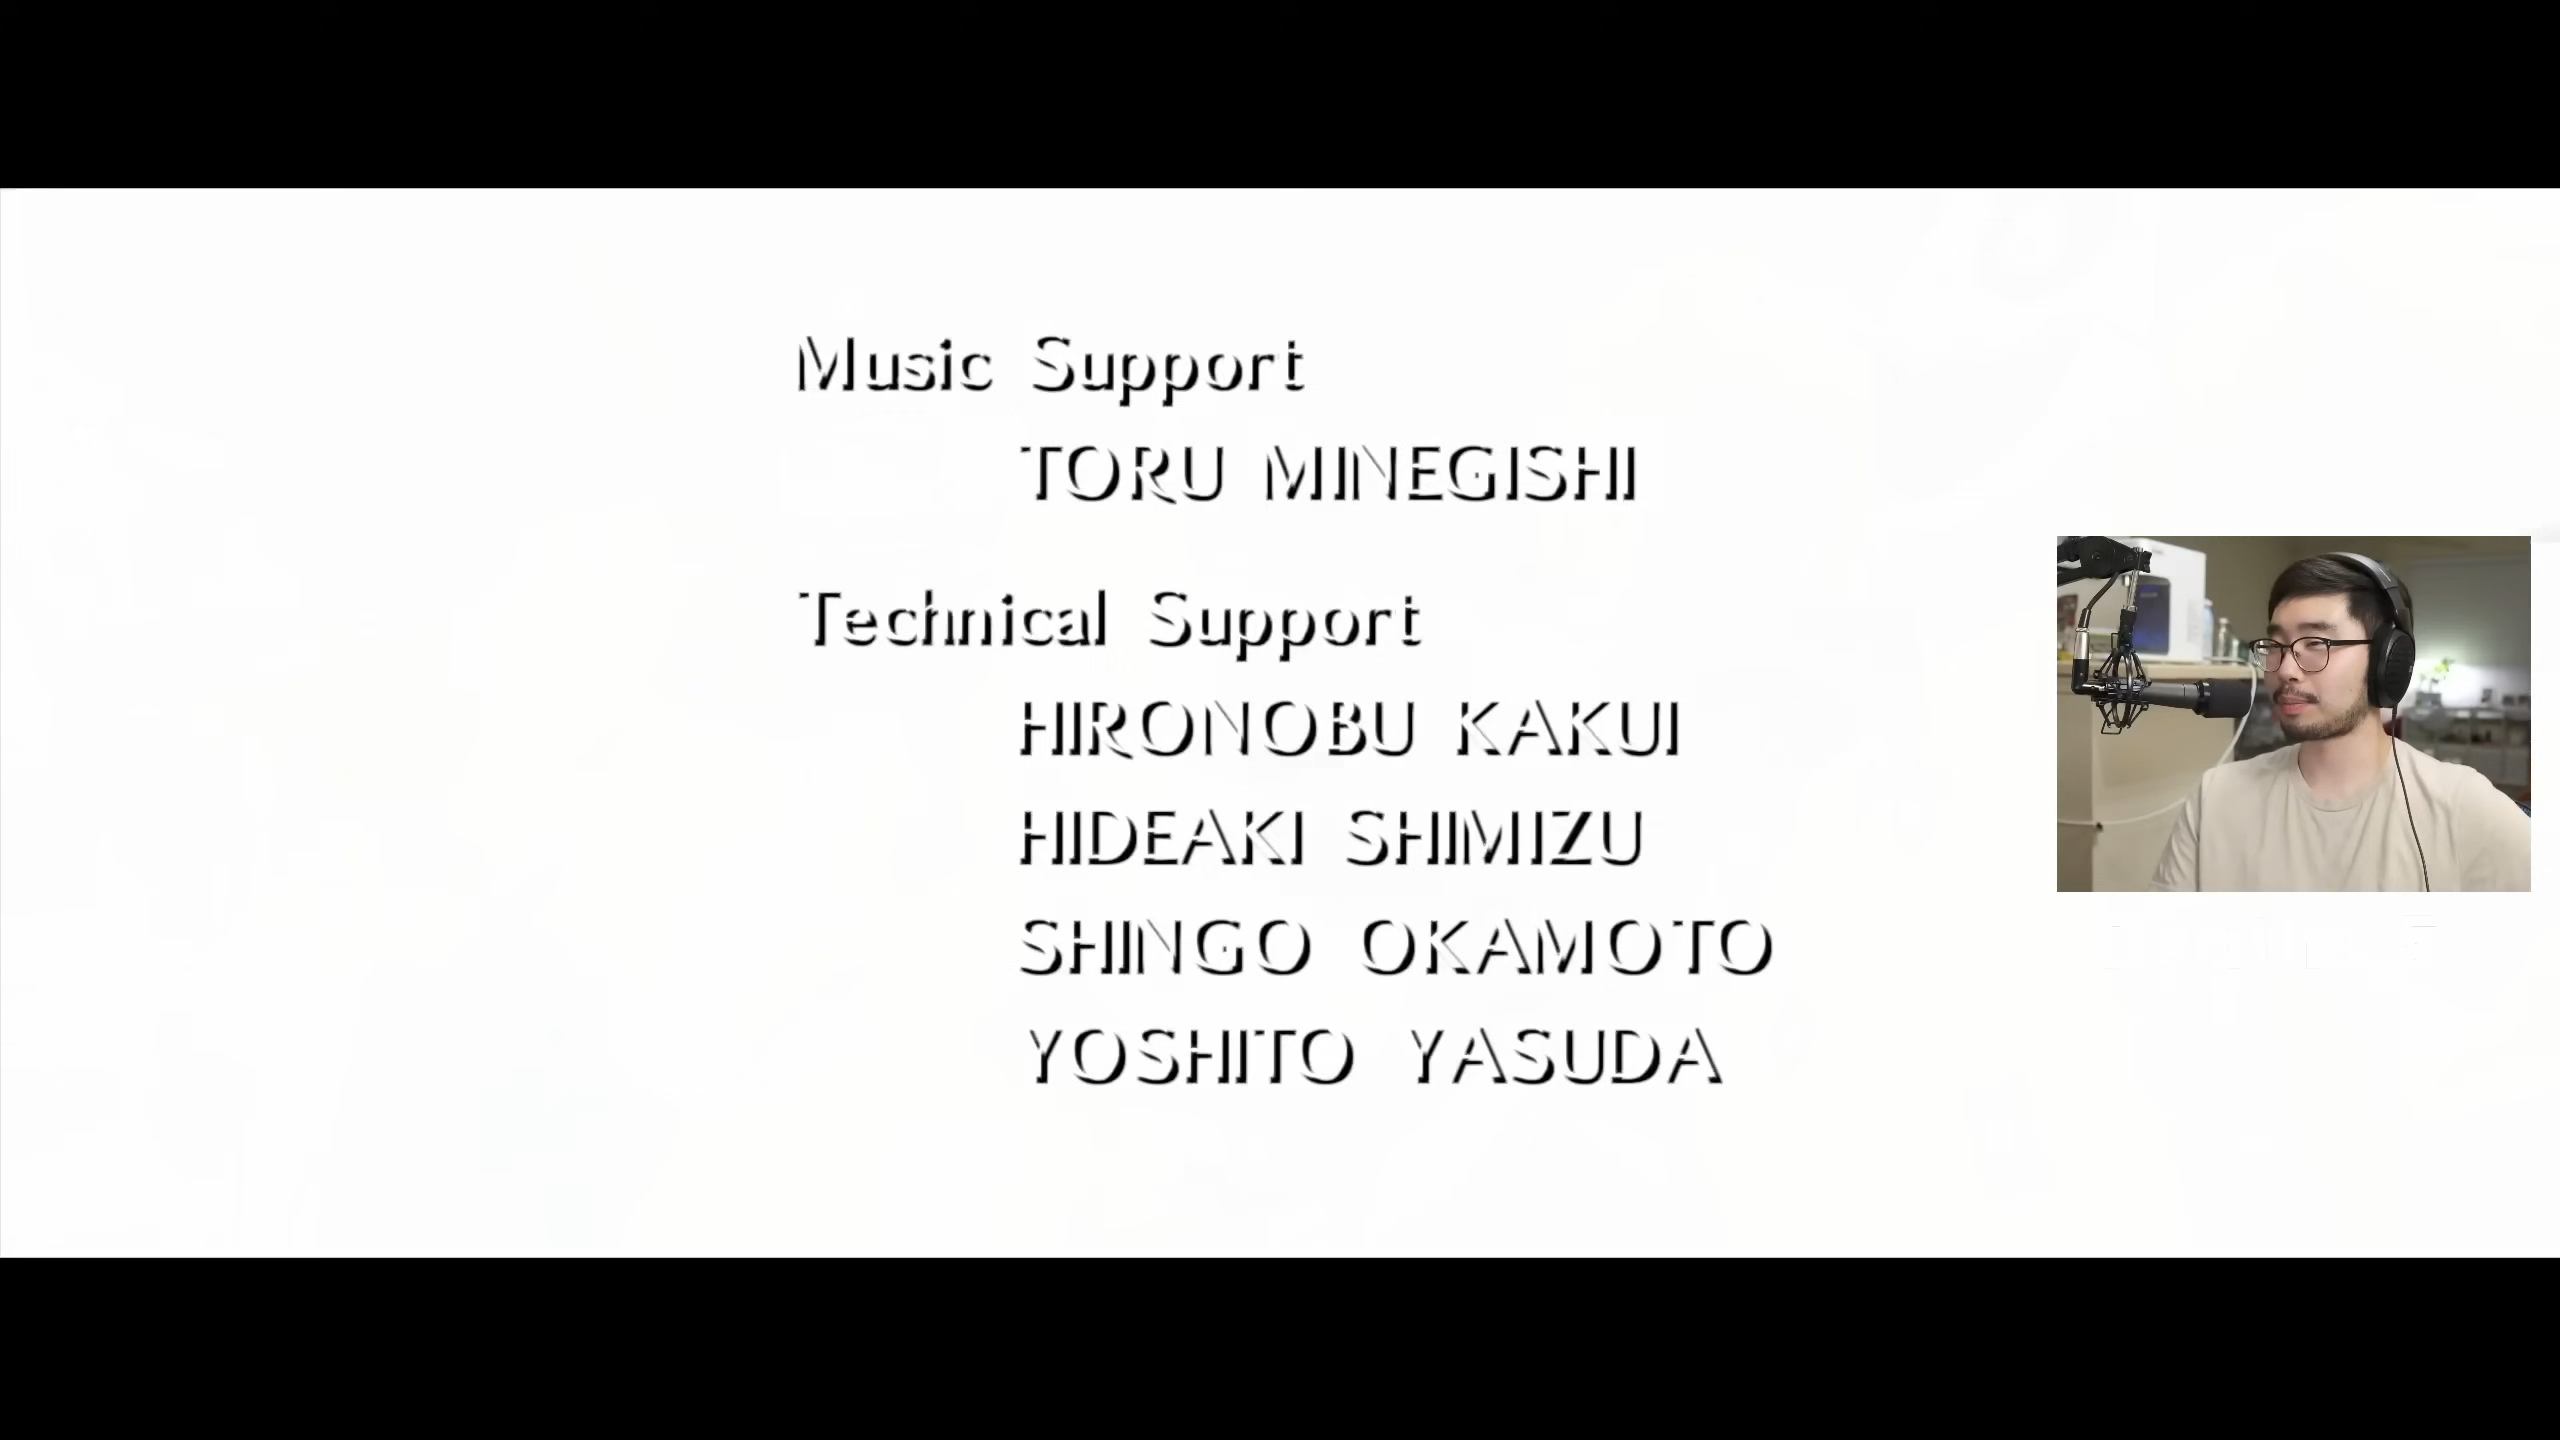 Music Support
TORU MINEGISHI
Technical Support
HIRONOBU KAKUI
HIDEAKI SHIMIZU
SHINGO OKAMOTO
YOSHITO YASUDA